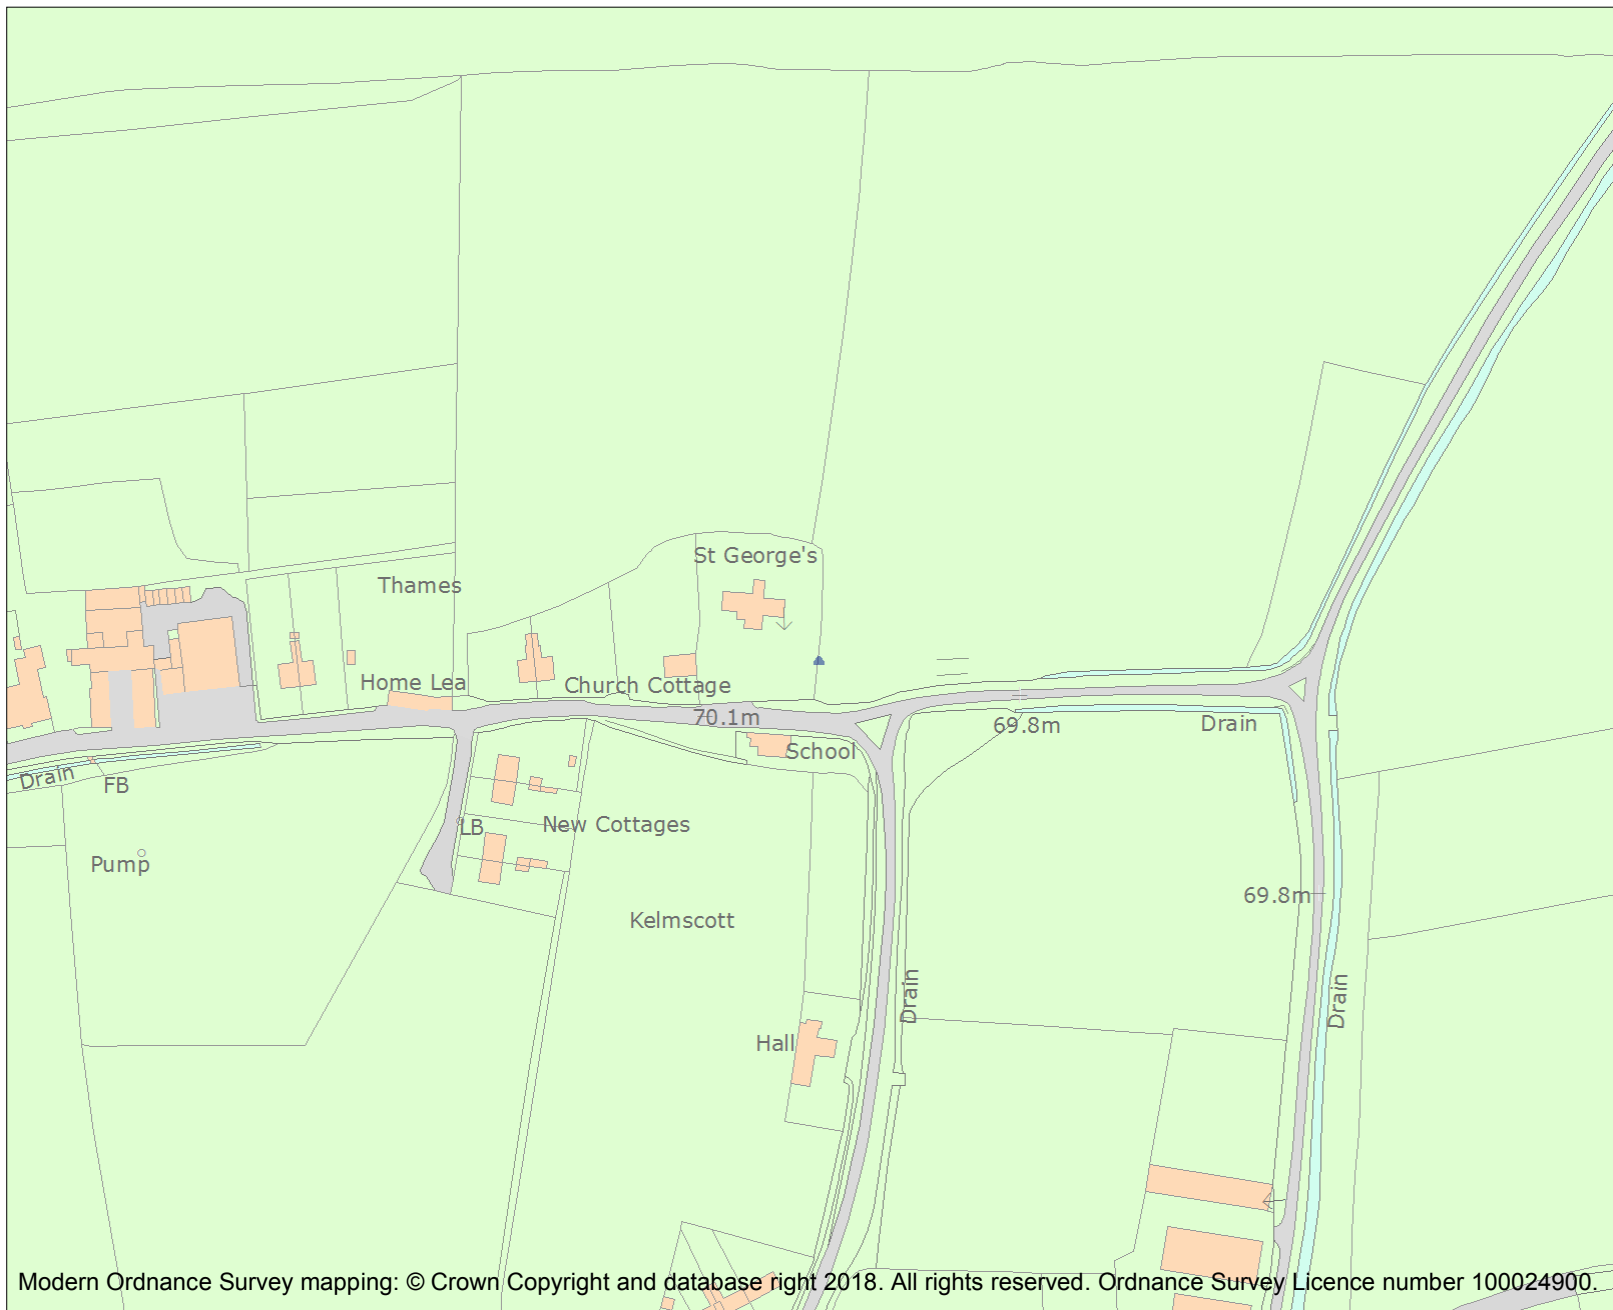 St George's
Thames
Home Lea
Church Cottage
70.1m
69.8m
Drain
School
Drain
FB
LB
New Cottages
Pump
69.8m
Kelmscott
Drain
Drain
Hall
Modern Ordnance Survey mapping: © Crown Copyright and database right 2018. All rights reserved. Ordnance Survey Licence number 100024900.